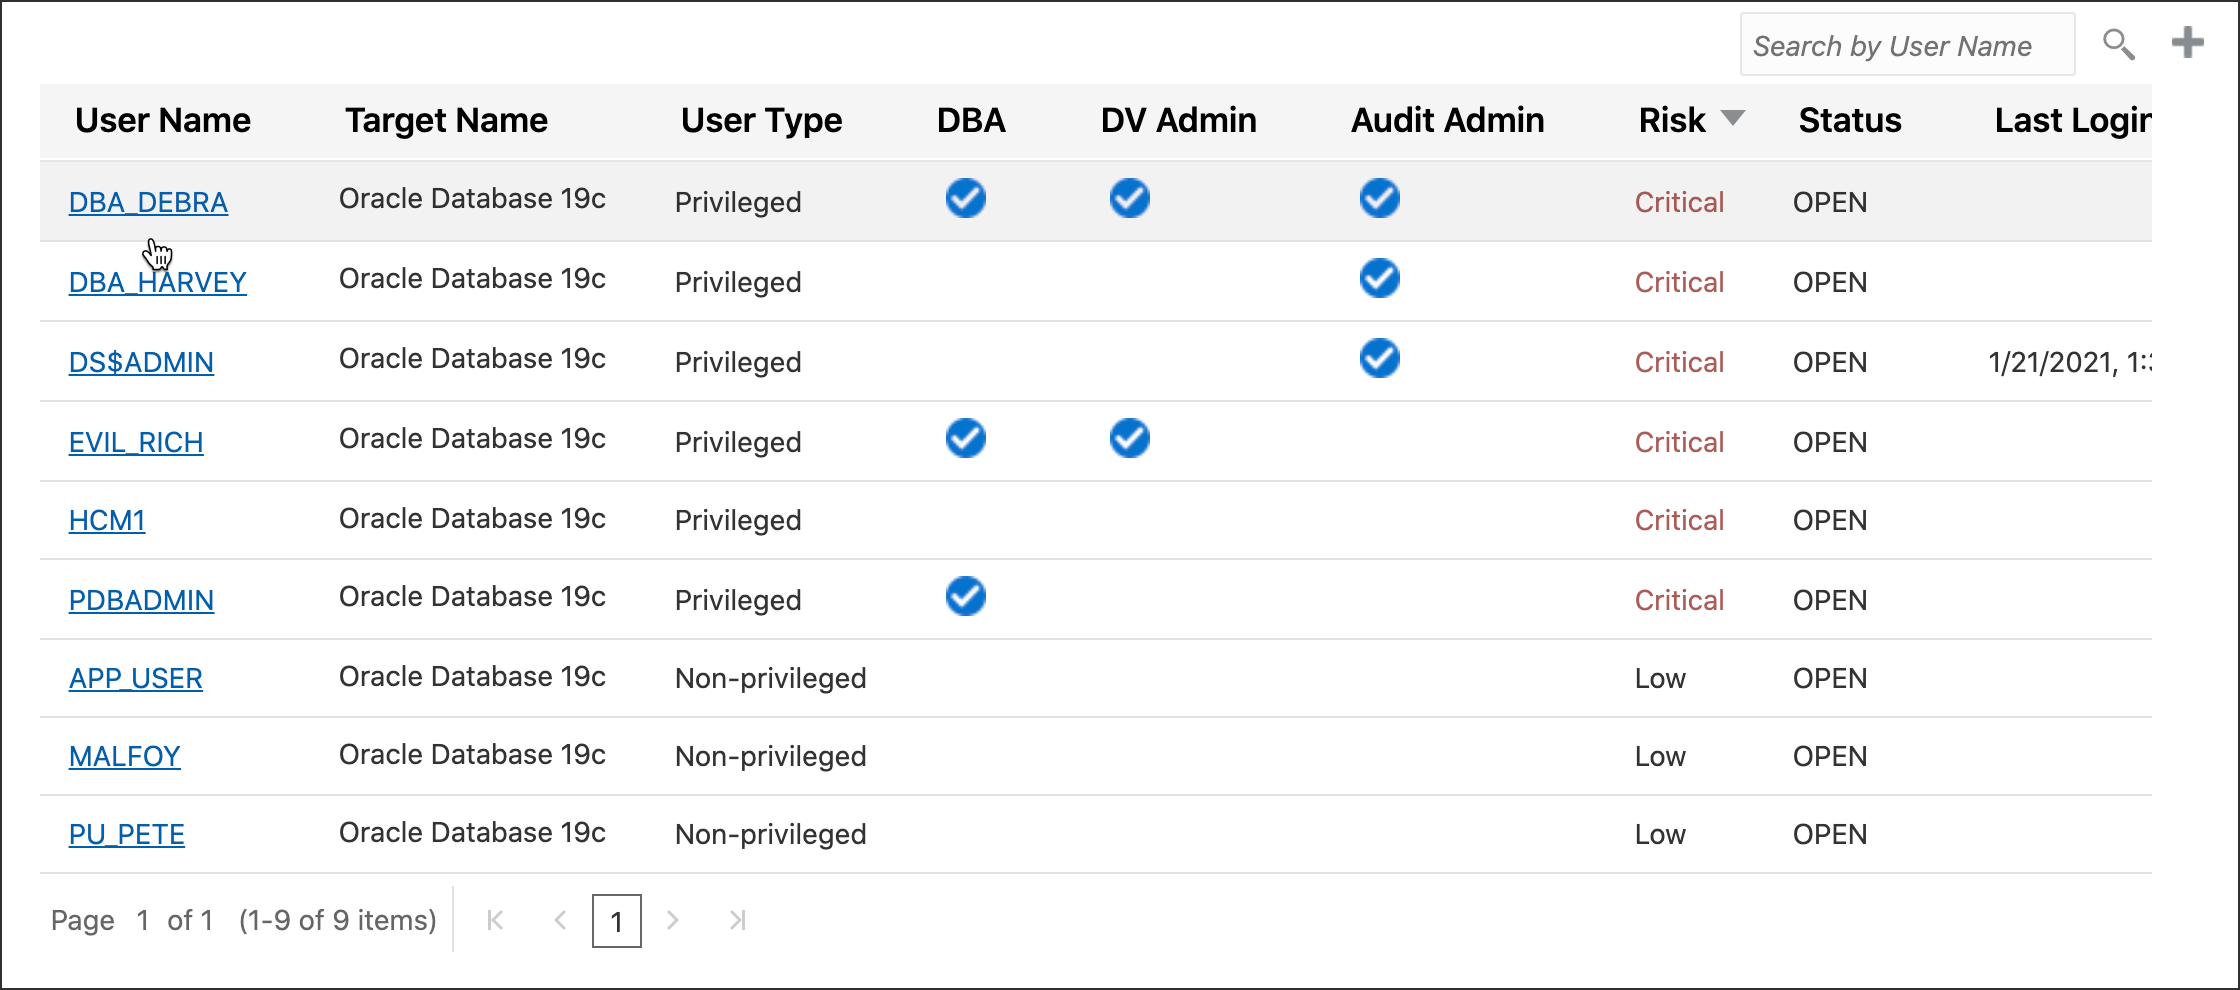 Search by User Name
User Name Target Name User Type DBA DV Admin Audit Admin Risk Status Last Login
DBA_DEBRA Oracle Database 19c Privileged Critical OPEN
DBA_HARVEY Oracle Database 19c Privileged Critical OPEN
DS$ADMIN Oracle Database 19c Privileged Critical OPEN 1/21/2021, 1:
EVIL_RICH Oracle Database 19c Privileged Critical OPEN
HCM1 Oracle Database 19c Privileged Critical OPEN
PDBADMIN Oracle Database 19c Privileged Critical OPEN
APP_USER Oracle Database 19c Non-privileged Low OPEN
MALFOY Oracle Database 19c Non-privileged Low OPEN
PU_PETE Oracle Database 19c Non-privileged Low OPEN
Page 1 of 1 (1-9 of 9 items) 1